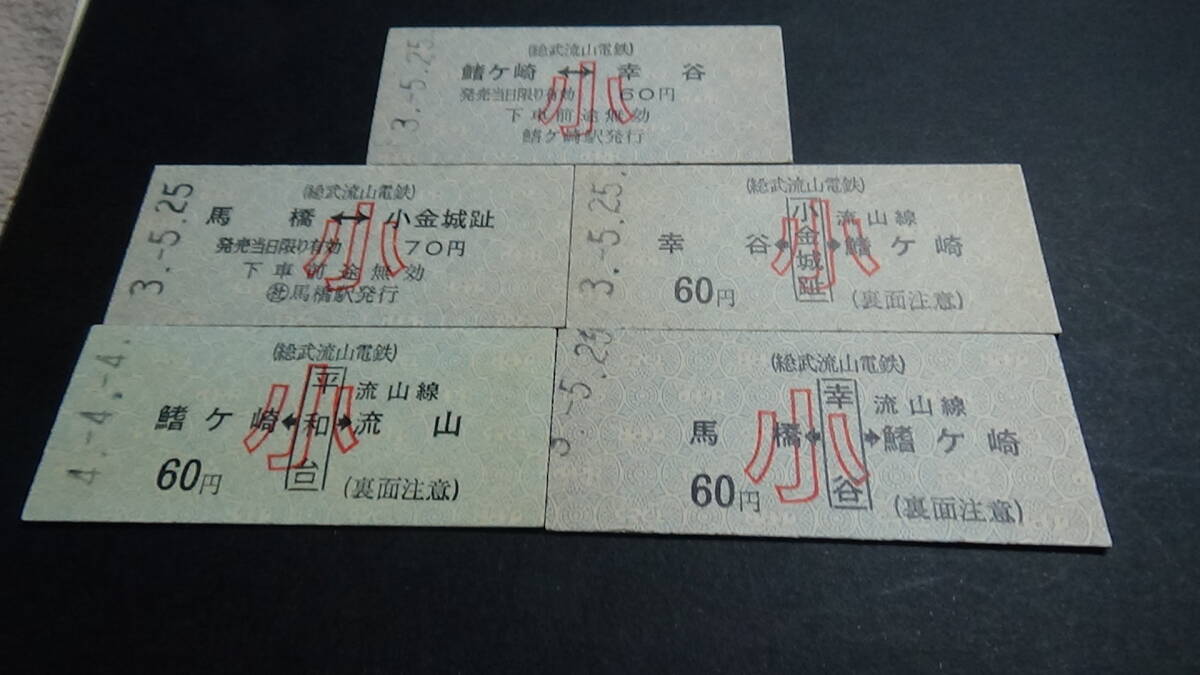 (総武流山電鉄)
鰭ケ崎 ↔ 幸谷
発売当日限り有効 60円
下車前途無効
鰭ケ崎駅発行
小
3.-5.25
(総武流山電鉄)
馬橋 ↔ 小金城趾
発売当日限り有効 70円
下車前途無効
㊓馬橋駅発行
小
3.-5.25
(総武流山電鉄)
流山線
幸谷 ← 小金城趾 → 鰭ケ崎
60円 (裏面注意)
小
3.-5.25.
(総武流山電鉄)
流山線
鰭ケ崎 ← 平和台 → 流山
60円 (裏面注意)
小
4.-4.-4.
(総武流山電鉄)
流山線
馬橋 ← 幸谷 → 鰭ケ崎
60円 (裏面注意)
小
-5.25